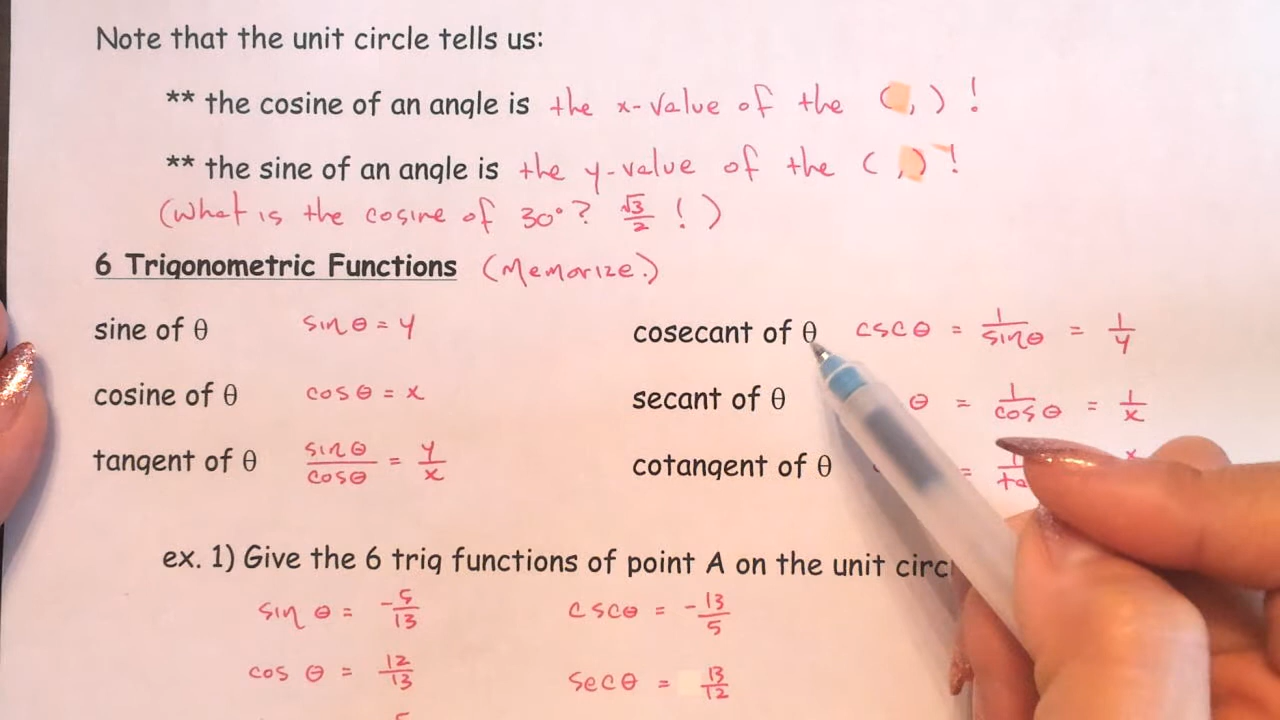 Note that the unit circle tells us:
** the cosine of an angle is the x-value of the ( , ) !
** the sine of an angle is the y-value of the ( , ) !
(What is the cosine of 30°? √3/2 ! )
6 Trigonometric Functions (Memorize.)
sine of θ sin θ = y cosecant of θ csc θ = 1/sin θ = 1/y
cosine of θ cos θ = x secant of θ θ = 1/cos θ = 1/x
tangent of θ sin θ/cos θ = y/x cotangent of θ =
ex. 1) Give the 6 trig functions of point A on the unit
sin θ = -5/13 csc θ = -13/5
cos θ = 12/13 sec θ = 13/12